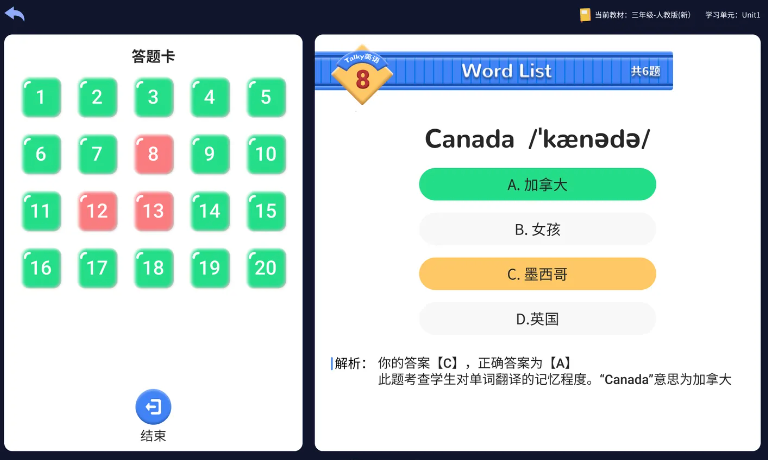 当前教材：三年级-人教版(新)　学习单元：Unit1
答题卡
1 2 3 4 5
6 7 8 9 10
11 12 13 14 15
16 17 18 19 20
结束
Talky英语
8
Word List
共6题
Canada /ˈkænədə/
A. 加拿大
B. 女孩
C. 墨西哥
D.英国
解析： 你的答案【C】，正确答案为【A】
此题考查学生对单词翻译的记忆程度。“Canada”意思为加拿大